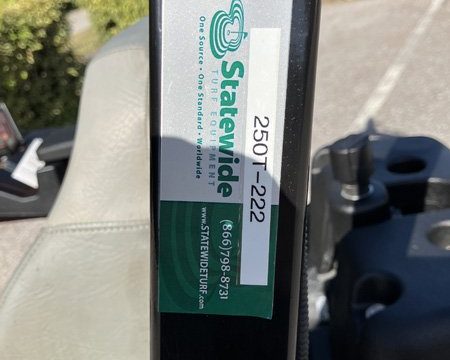 Statewide
TURF EQUIPMENT
One Source • One Standard • Worldwide
250T-222
(866)798-8731
www.STATEWIDETURF.com